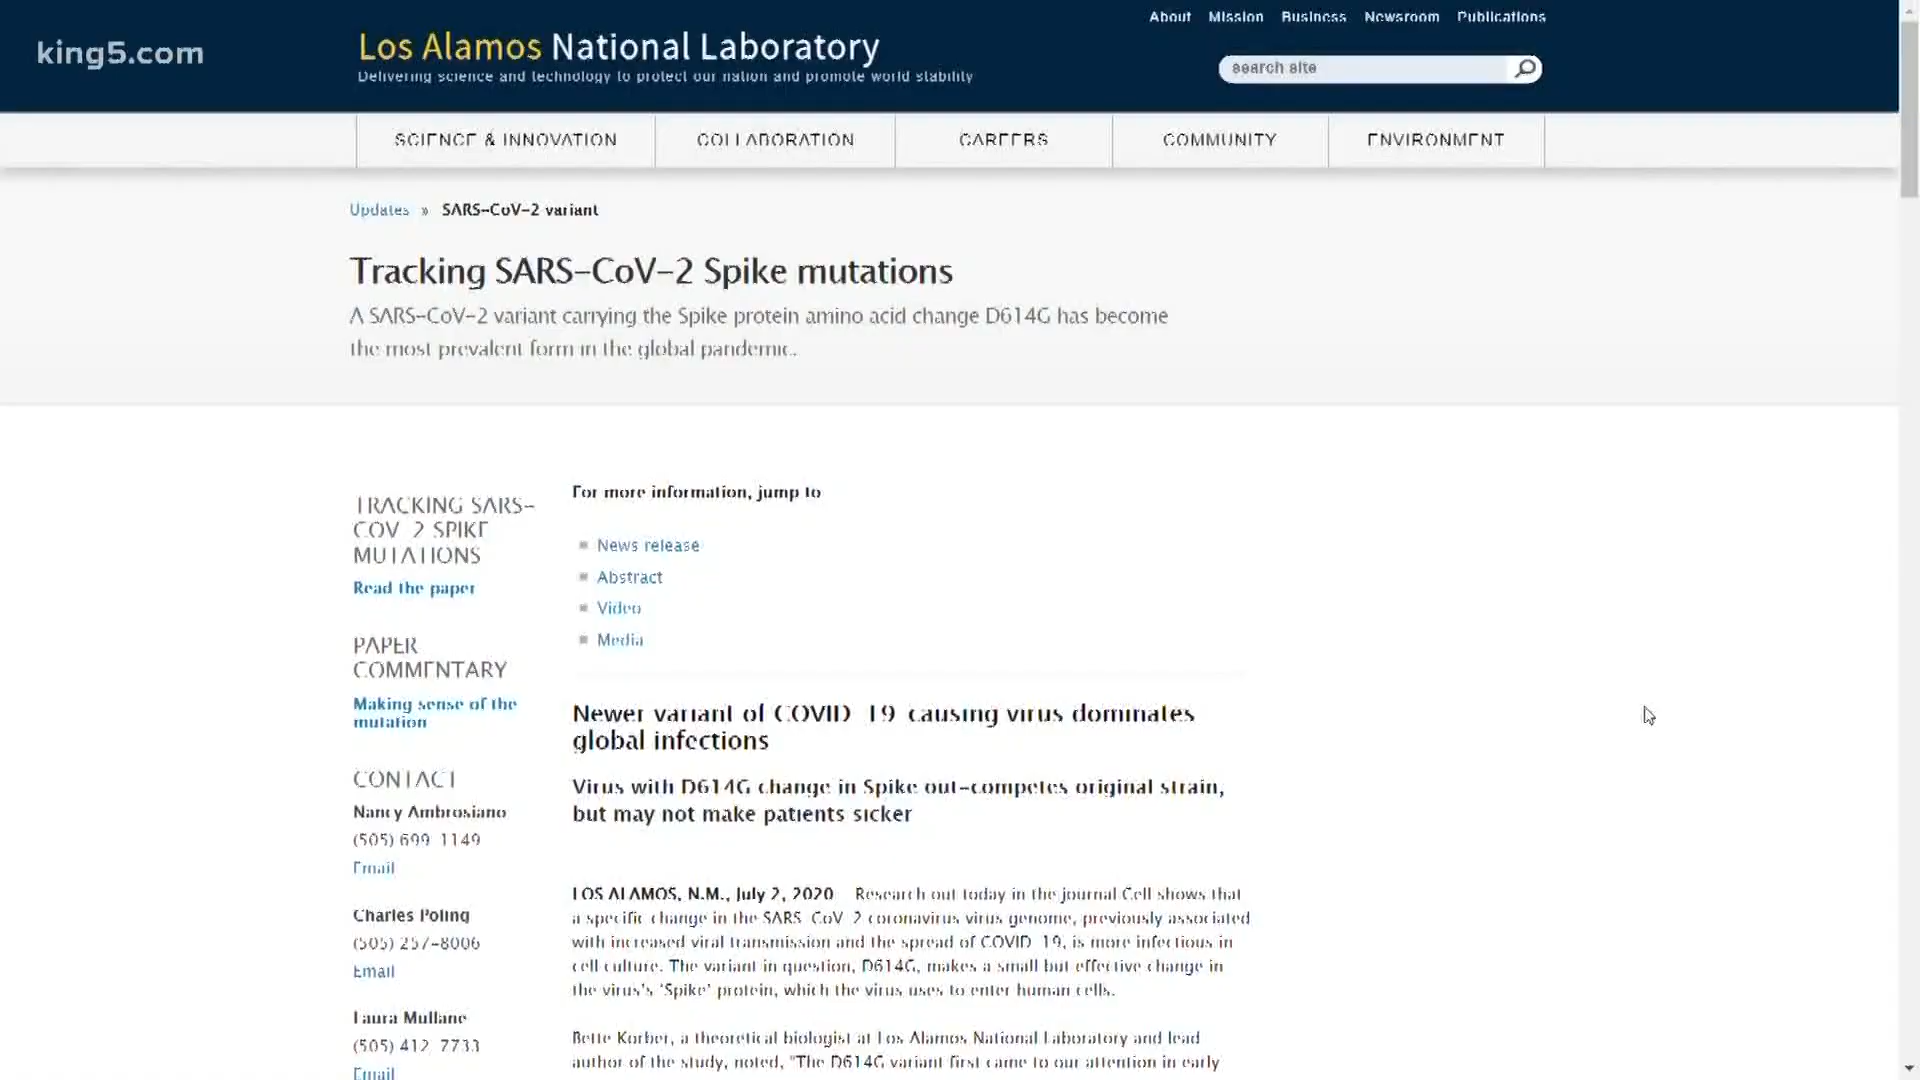 king5.com
Los Alamos National Laboratory
Delivering science and technology to protect our nation and promote world stability
About Mission Business Newsroom Publications
search site
SCIENCE & INNOVATION COLLABORATION CAREERS COMMUNITY ENVIRONMENT
Updates » SARS-CoV-2 variant
Tracking SARS-CoV-2 Spike mutations
A SARS-CoV-2 variant carrying the Spike protein amino acid change D614G has become
the most prevalent form in the global pandemic.
TRACKING SARS-
COV-2 SPIKE
MUTATIONS
Read the paper
PAPER
COMMENTARY
Making sense of the
mutation
CONTACT
Nancy Ambrosiano
(505) 699-1149
Email
Charles Poling
(505) 257-8006
Email
Laura Mullane
(505) 412-7733
Email
For more information, jump to
News release
Abstract
Video
Media
Newer variant of COVID-19-causing virus dominates
global infections
Virus with D614G change in Spike out-competes original strain,
but may not make patients sicker
LOS ALAMOS, N.M., July 2, 2020—Research out today in the journal Cell shows that
a specific change in the SARS-CoV-2 coronavirus virus genome, previously associated
with increased viral transmission and the spread of COVID-19, is more infectious in
cell culture. The variant in question, D614G, makes a small but effective change in
the virus's 'Spike' protein, which the virus uses to enter human cells.
Bette Korber, a theoretical biologist at Los Alamos National Laboratory and lead
author of the study, noted, "The D614G variant first came to our attention in early